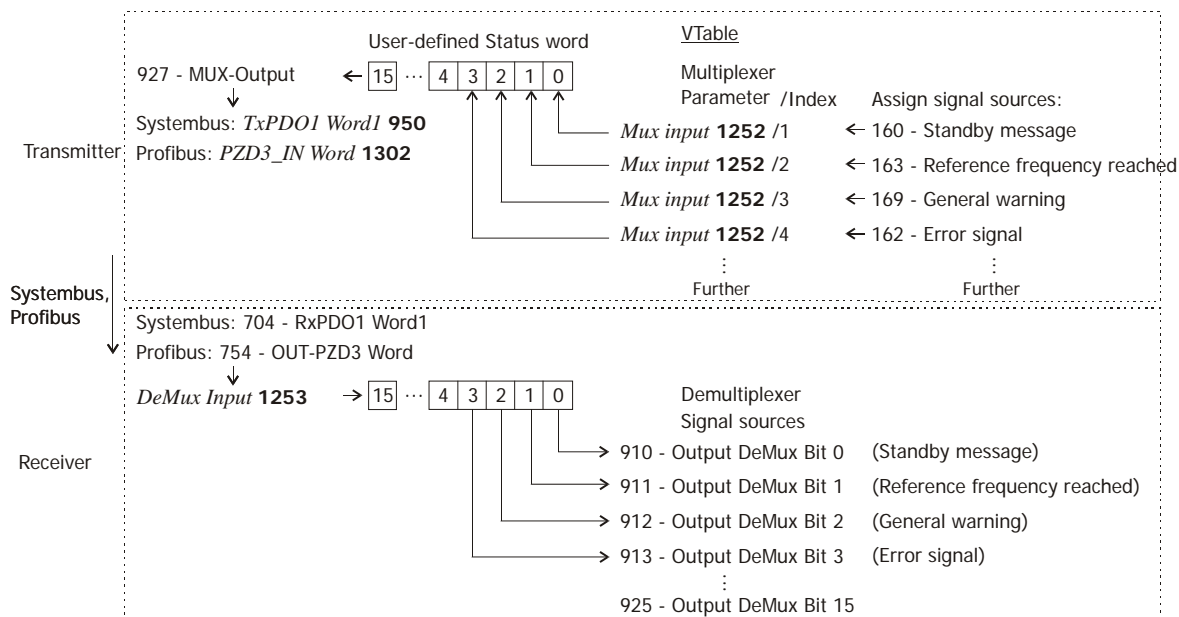 User-defined Status word
VTable
927 - MUX-Output ← 15 ... 4 3 2 1 0
Multiplexer
Parameter /Index Assign signal sources:
Systembus: TxPDO1 Word1 950
Profibus: PZD3_IN Word 1302
Transmitter
Mux input 1252 /1 ← 160 - Standby message
Mux input 1252 /2 ← 163 - Reference frequency reached
Mux input 1252 /3 ← 169 - General warning
Mux input 1252 /4 ← 162 - Error signal
Further Further
Systembus,
Profibus
Systembus: 704 - RxPDO1 Word1
Profibus: 754 - OUT-PZD3 Word
DeMux Input 1253 → 15 ... 4 3 2 1 0
Demultiplexer
Signal sources
Receiver
910 - Output DeMux Bit 0 (Standby message)
911 - Output DeMux Bit 1 (Reference frequency reached)
912 - Output DeMux Bit 2 (General warning)
913 - Output DeMux Bit 3 (Error signal)
925 - Output DeMux Bit 15